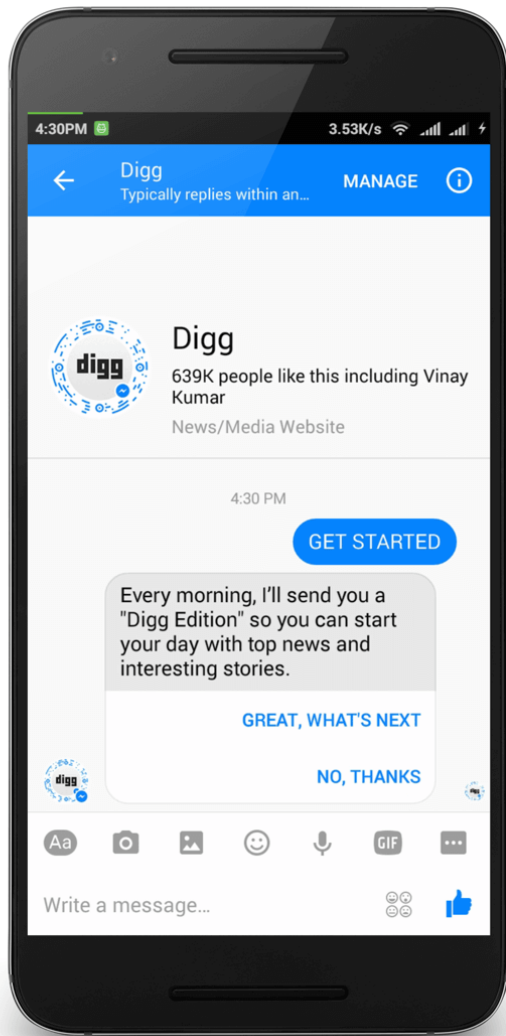 4:30PM 3.53K/s
Digg
Typically replies within an...
MANAGE
digg
Digg
639K people like this including Vinay
Kumar
News/Media Website
4:30 PM
GET STARTED
Every morning, I'll send you a
"Digg Edition" so you can start
your day with top news and
interesting stories.
GREAT, WHAT'S NEXT
NO, THANKS
digg
digg
Aa
GIF
Write a message...